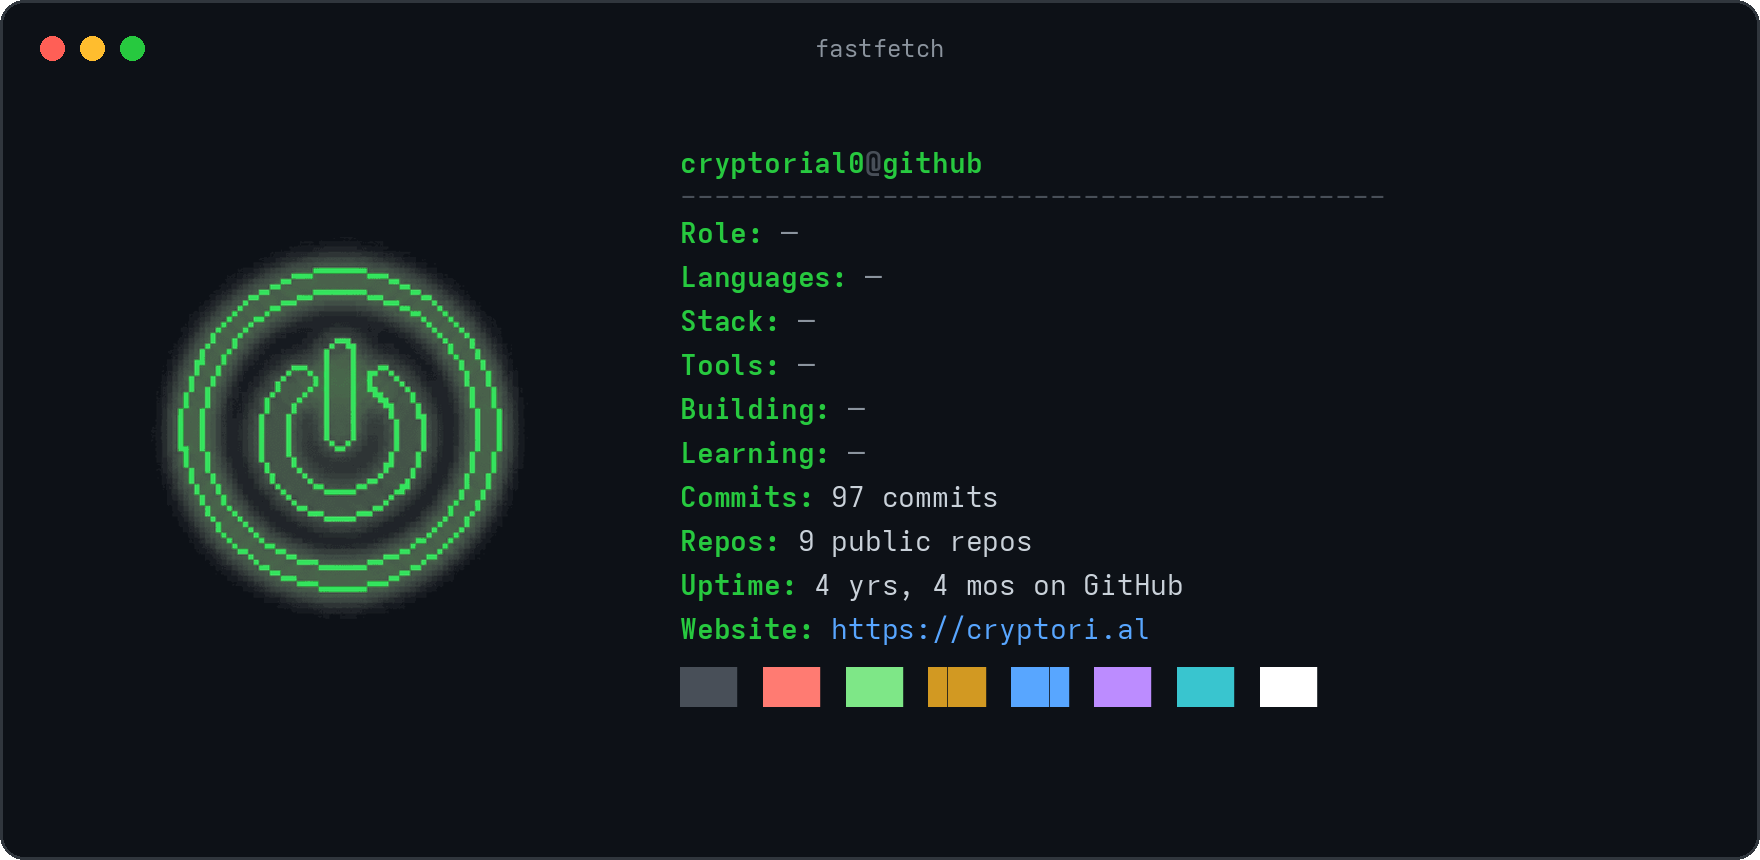 fastfetch
cryptorial0@github
------------------------------------------
Role: —
Languages: —
Stack: —
Tools: —
Building: —
Learning: —
Commits: 97 commits
Repos: 9 public repos
Uptime: 4 yrs, 4 mos on GitHub
Website: https://cryptori.al